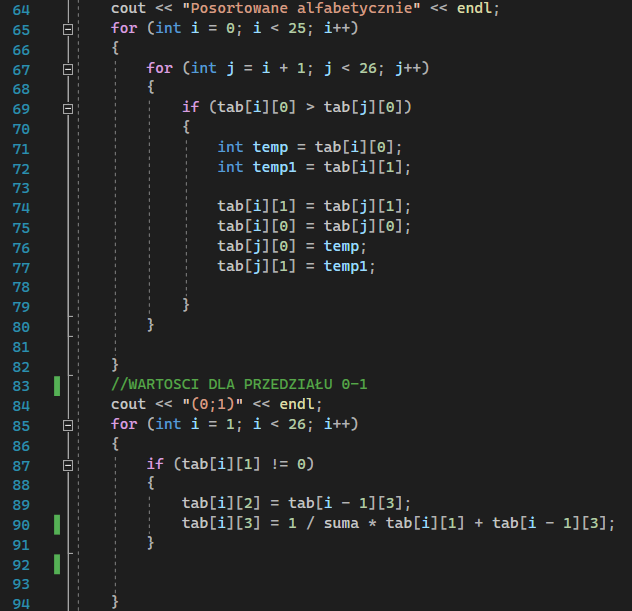 64 cout << "Posortowane alfabetycznie" << endl;
65 for (int i = 0; i < 25; i++)
66 {
67 for (int j = i + 1; j < 26; j++)
68 {
69 if (tab[i][0] > tab[j][0])
70 {
71 int temp = tab[i][0];
72 int temp1 = tab[i][1];
73
74 tab[i][1] = tab[j][1];
75 tab[i][0] = tab[j][0];
76 tab[j][0] = temp;
77 tab[j][1] = temp1;
78
79 }
80 }
81
82 }
83 //WARTOSCI DLA PRZEDZIAŁU 0-1
84 cout << "(0;1)" << endl;
85 for (int i = 1; i < 26; i++)
86 {
87 if (tab[i][1] != 0)
88 {
89 tab[i][2] = tab[i - 1][3];
90 tab[i][3] = 1 / suma * tab[i][1] + tab[i - 1][3];
91 }
92
93
94 }